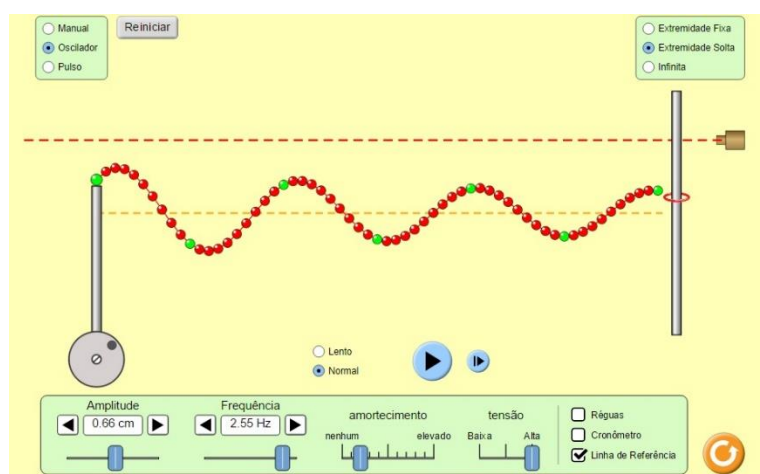 Manual
Oscilador
Pulso
Reiniciar
Extremidade Fixa
Extremidade Solta
Infinita
Lento
Normal
Amplitude
0.66 cm
Frequência
2.55 Hz
amortecimento
nenhum
elevado
tensão
Baixa
Alta
Réguas
Cronômetro
Linha de Referência